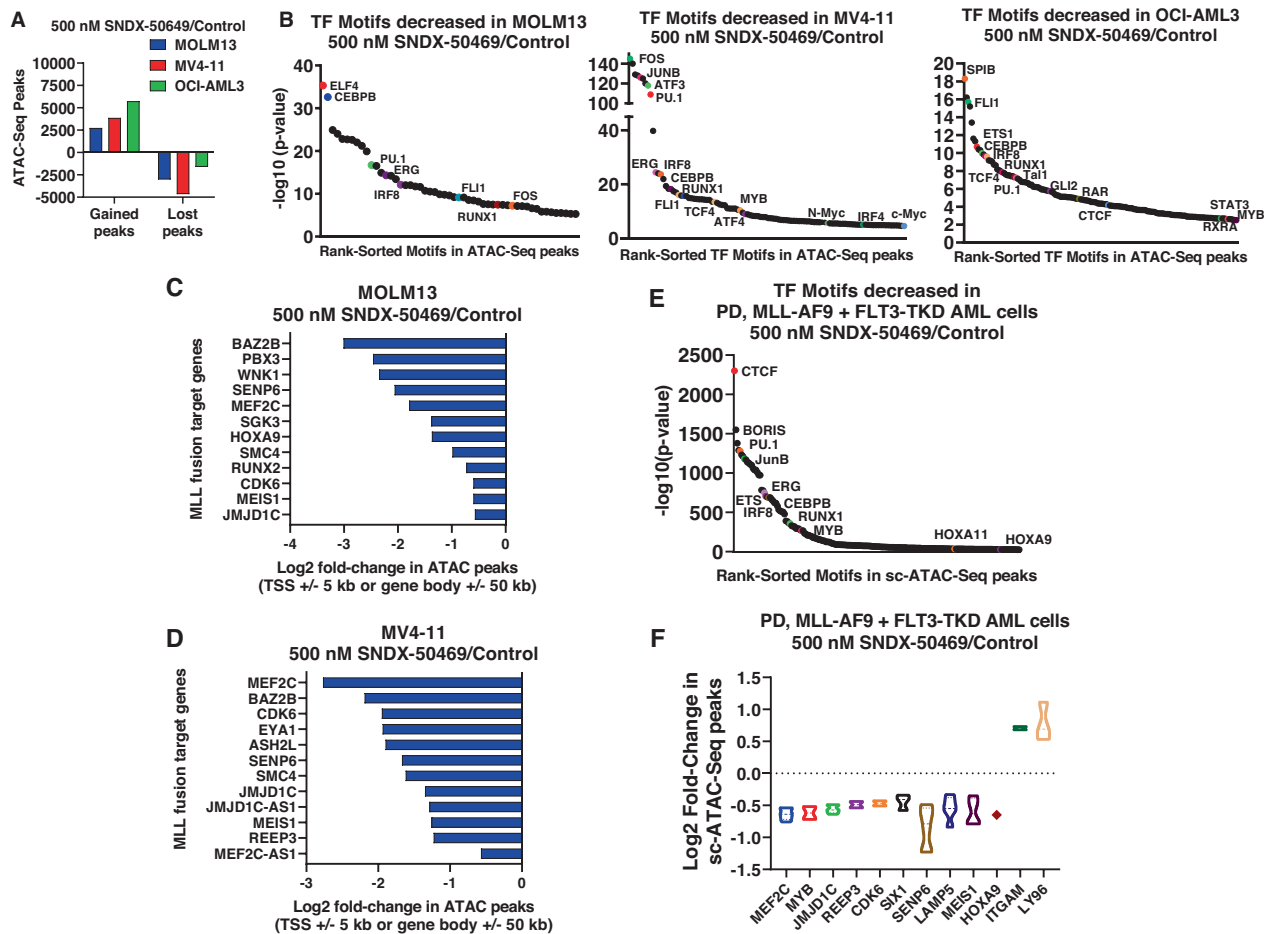 A
500 nM SNDX-50649/Control
MOLM13
MV4-11
OCI-AML3
ATAC-Seq Peaks
10000
7500
5000
2500
0
-2500
-5000
Gained
peaks
Lost
peaks
B
TF Motifs decreased in MOLM13
500 nM SNDX-50469/Control
-log10 (p-value)
40
30
20
10
0
ELF4
CEBPB
PU.1
ERG
IRF8
FLI1
RUNX1
FOS
Rank-Sorted Motifs in ATAC-Seq peaks
TF Motifs decreased in MV4-11
500 nM SNDX-50469/Control
140
120
100
40
20
0
FOS
JUNB
ATF3
PU.1
ERG
IRF8
CEBPB
RUNX1
FLI1
TCF4
MYB
ATF4
N-Myc
IRF4
c-Myc
Rank-Sorted TF Motifs in ATAC-Seq peaks
TF Motifs decreased in OCI-AML3
500 nM SNDX-50469/Control
20
18
16
14
12
10
8
6
4
2
0
SPIB
FLI1
ETS1
CEBPB
IRF8
RUNX1
TCF4
Tal1
PU.1
GLI2
RAR
CTCF
STAT3
MYB
RXRA
Rank-Sorted TF Motifs in ATAC-Seq peaks
C
MOLM13
500 nM SNDX-50469/Control
MLL fusion target genes
BAZ2B
PBX3
WNK1
SENP6
MEF2C
SGK3
HOXA9
SMC4
RUNX2
CDK6
MEIS1
JMJD1C
-4
-3
-2
-1
0
Log2 fold-change in ATAC peaks
(TSS +/- 5 kb or gene body +/- 50 kb)
D
MV4-11
500 nM SNDX-50469/Control
MLL fusion target genes
MEF2C
BAZ2B
CDK6
EYA1
ASH2L
SENP6
SMC4
JMJD1C
JMJD1C-AS1
MEIS1
REEP3
MEF2C-AS1
-3
-2
-1
0
Log2 fold-change in ATAC peaks
(TSS +/- 5 kb or gene body +/- 50 kb)
E
TF Motifs decreased in
PD, MLL-AF9 + FLT3-TKD AML cells
500 nM SNDX-50469/Control
-log10(p-value)
2500
2000
1500
1000
500
0
CTCF
BORIS
PU.1
JunB
ERG
ETS
IRF8
CEBPB
RUNX1
MYB
HOXA11
HOXA9
Rank-Sorted Motifs in sc-ATAC-Seq peaks
F
PD, MLL-AF9 + FLT3-TKD AML cells
500 nM SNDX-50469/Control
Log2 Fold-Change in
sc-ATAC-Seq peaks
1.5
1.0
0.5
0.0
-0.5
-1.0
-1.5
MEF2C
MYB
JMJD1C
REEP3
CDK6
SIX1
SENP6
LAMP5
MEIS1
HOXA9
ITGAM
LY96